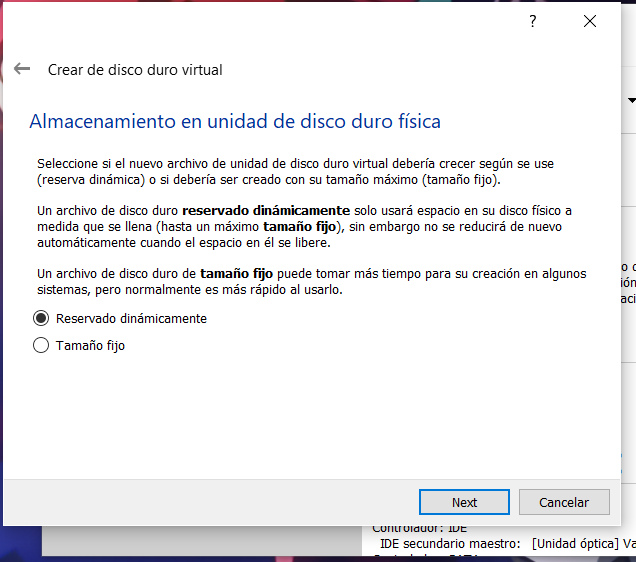 ?
Crear de disco duro virtual
Almacenamiento en unidad de disco duro física
Seleccione si el nuevo archivo de unidad de disco duro virtual debería crecer según se use
(reserva dinámica) o si debería ser creado con su tamaño máximo (tamaño fijo).
Un archivo de disco duro reservado dinámicamente solo usará espacio en su disco físico a
medida que se llena (hasta un máximo tamaño fijo), sin embargo no se reducirá de nuevo
automáticamente cuando el espacio en él se libere.
Un archivo de disco duro de tamaño fijo puede tomar más tiempo para su creación en algunos
sistemas, pero normalmente es más rápido al usarlo.
Reservado dinámicamente
Tamaño fijo
Next Cancelar
Controlador: IDE
IDE secundario maestro: [Unidad óptica] Va